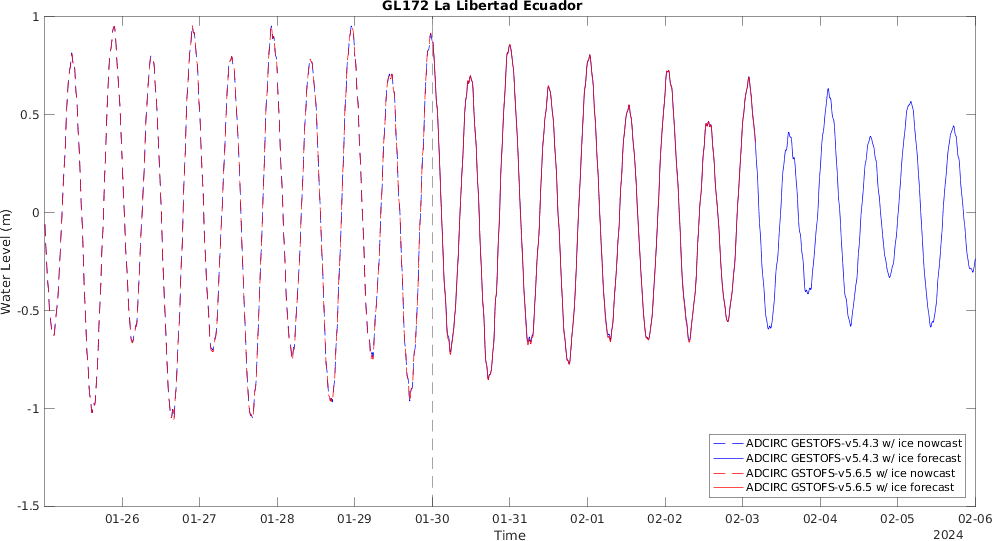 GL172 La Libertad Ecuador
1
0.5
0
-0.5
-1
-1.5
Water Level (m)
ADCIRC GESTOFS-v5.4.3 w/ ice nowcast
ADCIRC GESTOFS-v5.4.3 w/ ice forecast
ADCIRC GSTOFS-v5.6.5 w/ ice nowcast
ADCIRC GSTOFS-v5.6.5 w/ ice forecast
01-26 01-27 01-28 01-29 01-30 01-31 02-01 02-02 02-03 02-04 02-05 02-06
Time
2024